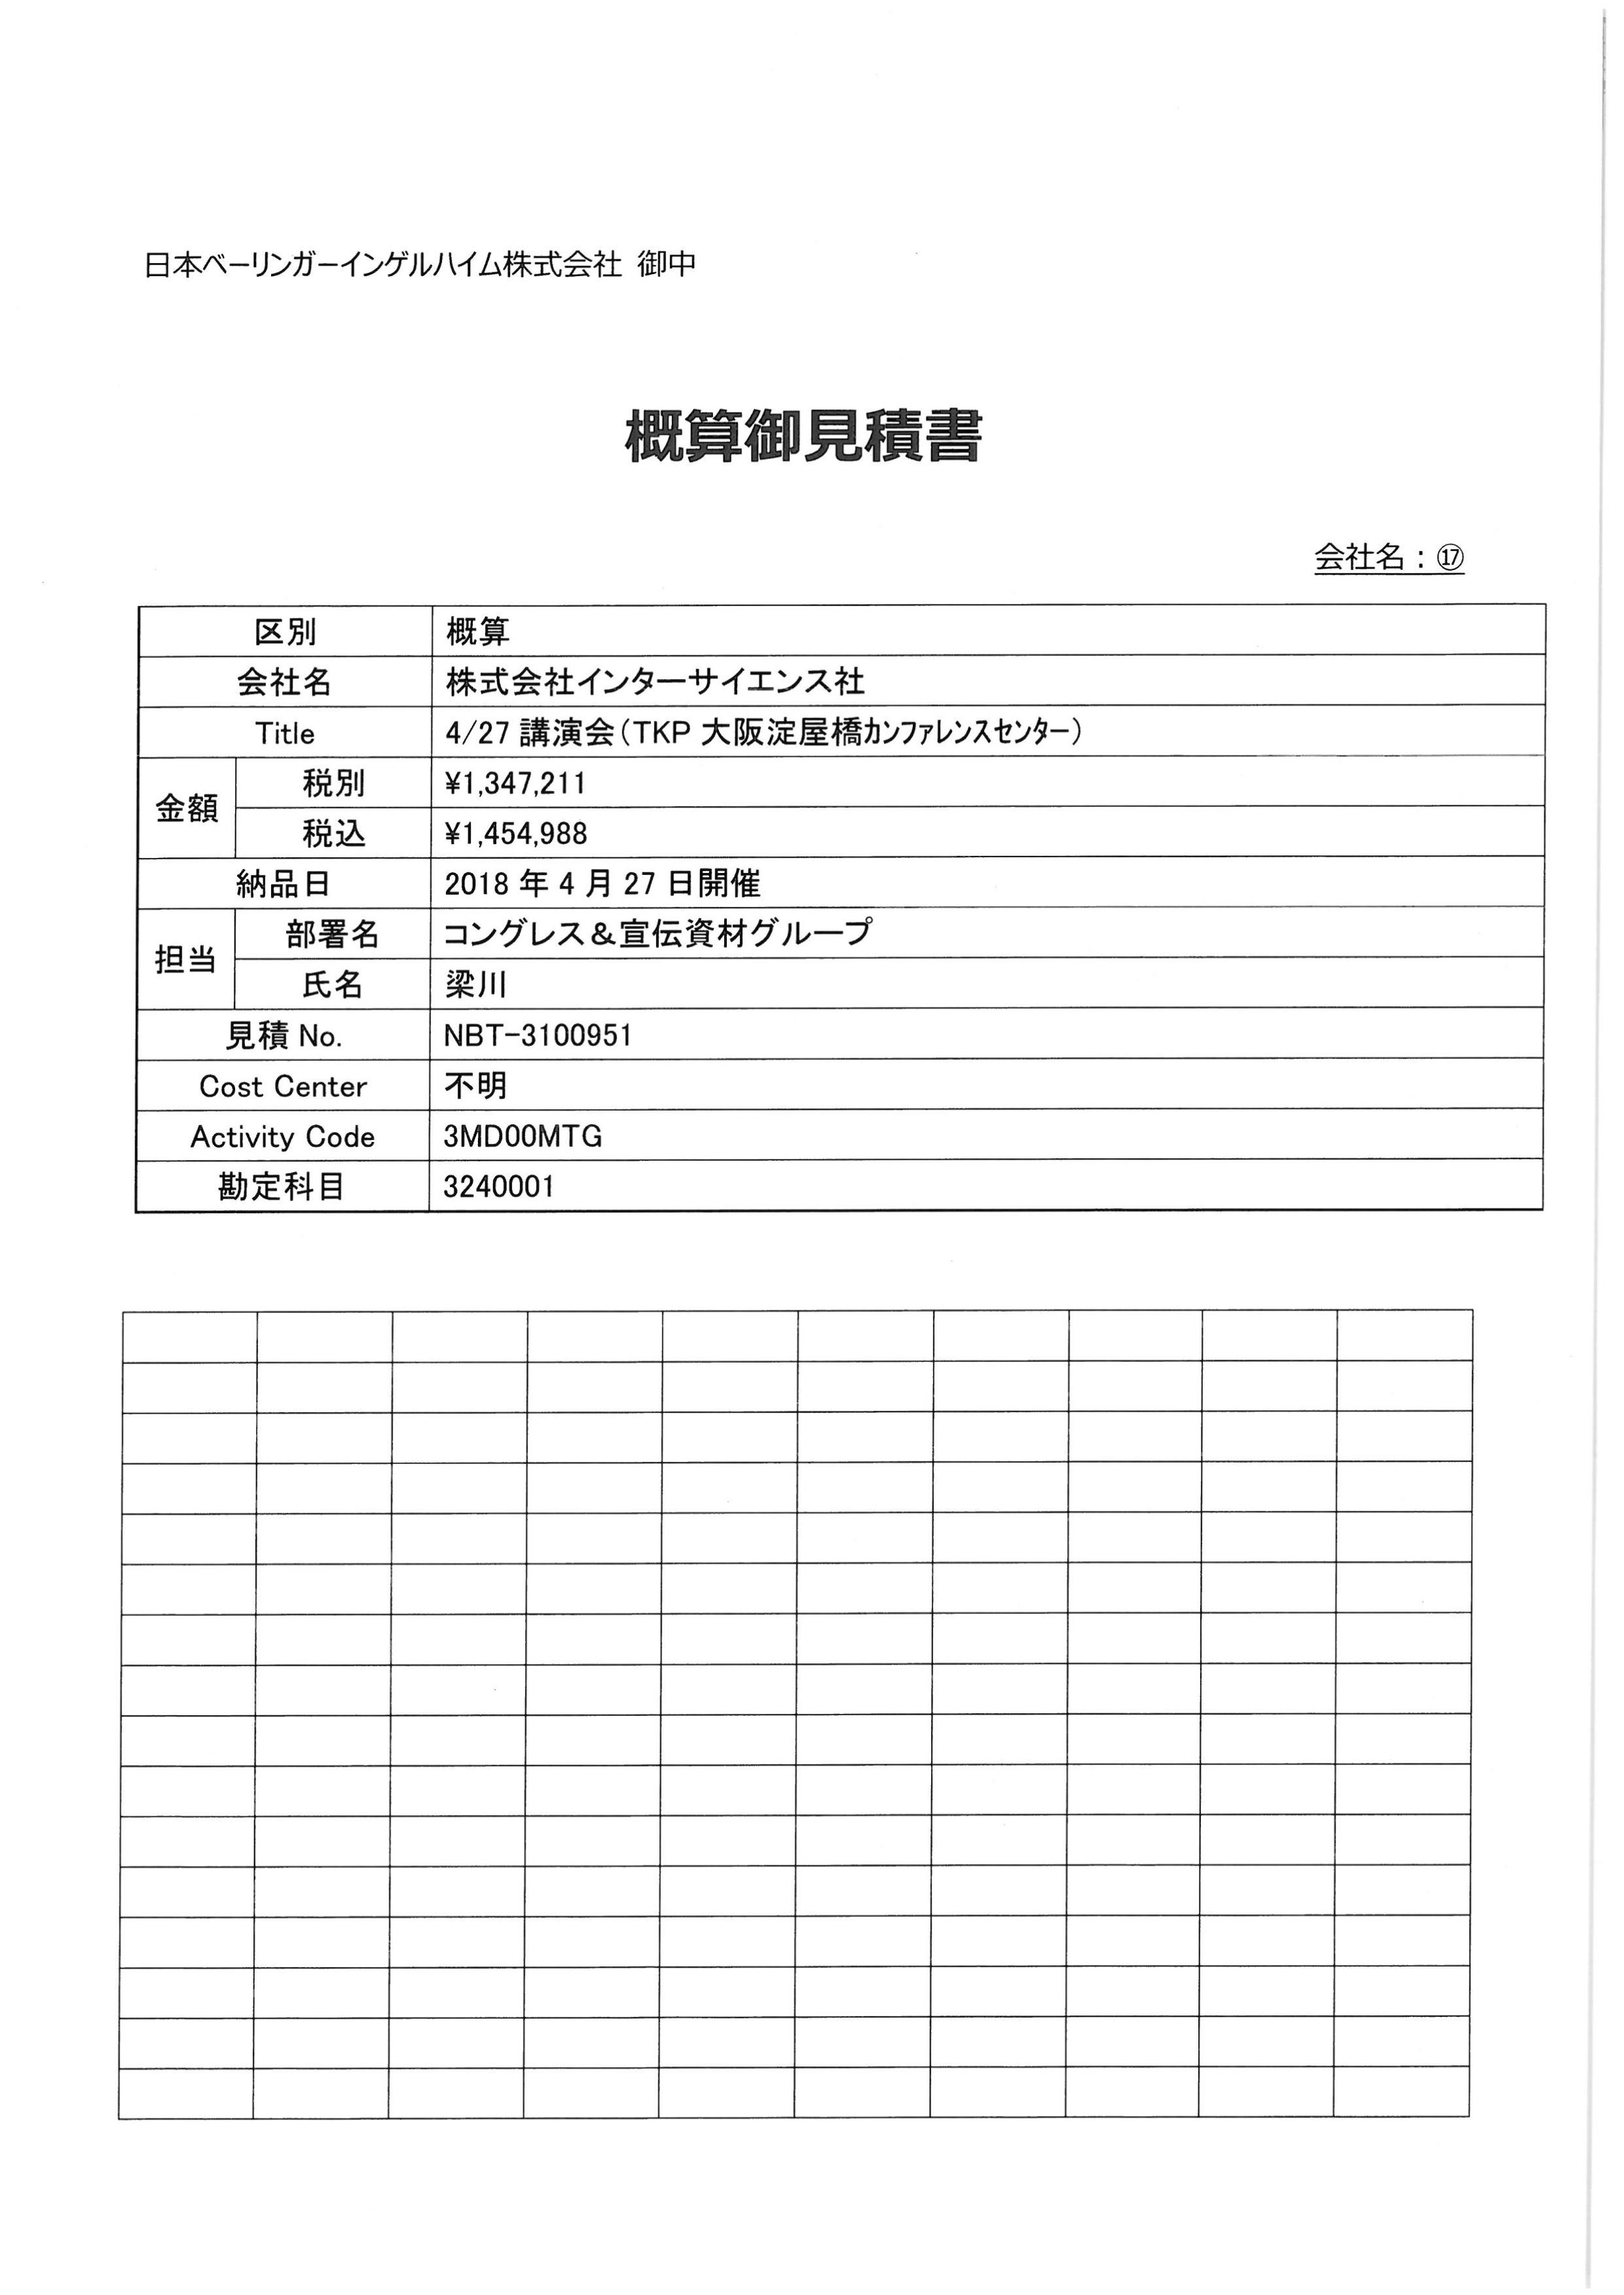 日本ベーリンガーインゲルハイム株式会社 御中
概算御見積書
会社名：⑰
区別 概算
会社名 株式会社インターサイエンス社
Title 4/27 講演会（TKP 大阪淀屋橋ｶﾝﾌｧﾚﾝｽｾﾝﾀｰ）
金額 税別 ¥1,347,211
税込 ¥1,454,988
納品日 2018 年 4 月 27 日開催
担当 部署名 コングレス＆宣伝資材グループ
氏名 梁川
見積 No. NBT-3100951
Cost Center 不明
Activity Code 3MD00MTG
勘定科目 3240001